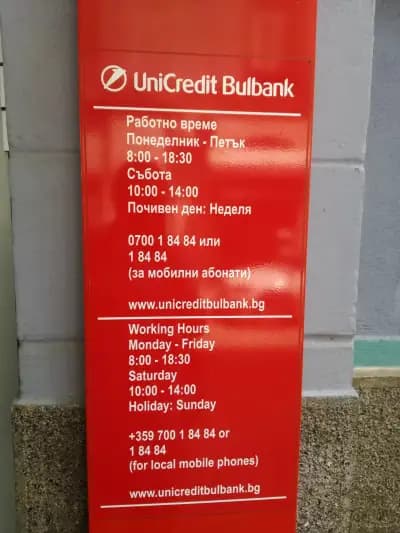 UniCredit Bulbank
Работно време
Понеделник - Петък
8:00 - 18:30
Събота
10:00 - 14:00
Почивен ден: Неделя
0700 1 84 84 или
1 84 84
(за мобилни абонати)
www.unicreditbulbank.bg
Working Hours
Monday - Friday
8:00 - 18:30
Saturday
10:00 - 14:00
Holiday: Sunday
+359 700 1 84 84 or
1 84 84
(for local mobile phones)
www.unicreditbulbank.bg